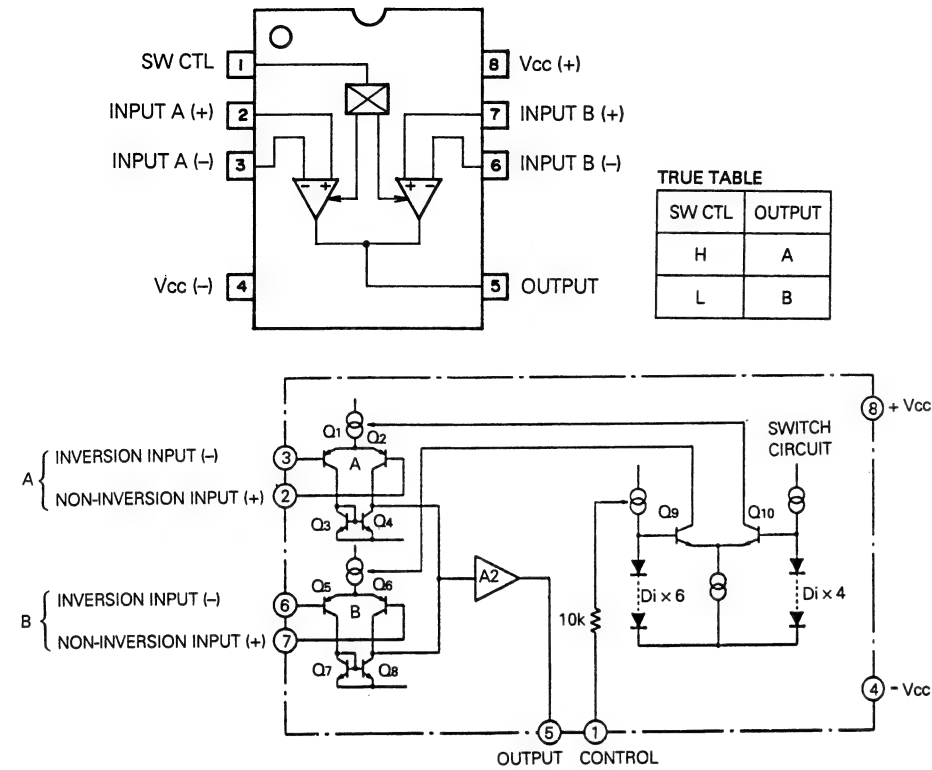 SW CTL 1
8 Vcc (+)
INPUT A (+) 2
7 INPUT B (+)
INPUT A (–) 3
6 INPUT B (–)
– +
+ –
Vcc (–) 4
5 OUTPUT
TRUE TABLE
SW CTL OUTPUT
H A
L B
8 + Vcc
SWITCH
CIRCUIT
Q1 Q2
A
INVERSION INPUT (–) 3
A
NON-INVERSION INPUT (+) 2
Q3 Q4
Q9 Q10
Q5 Q6
A2
Di × 6
Di × 4
INVERSION INPUT (–) 6
B
B
NON-INVERSION INPUT (+) 7
10k
Q7 Q8
4 - Vcc
5 1
OUTPUT CONTROL